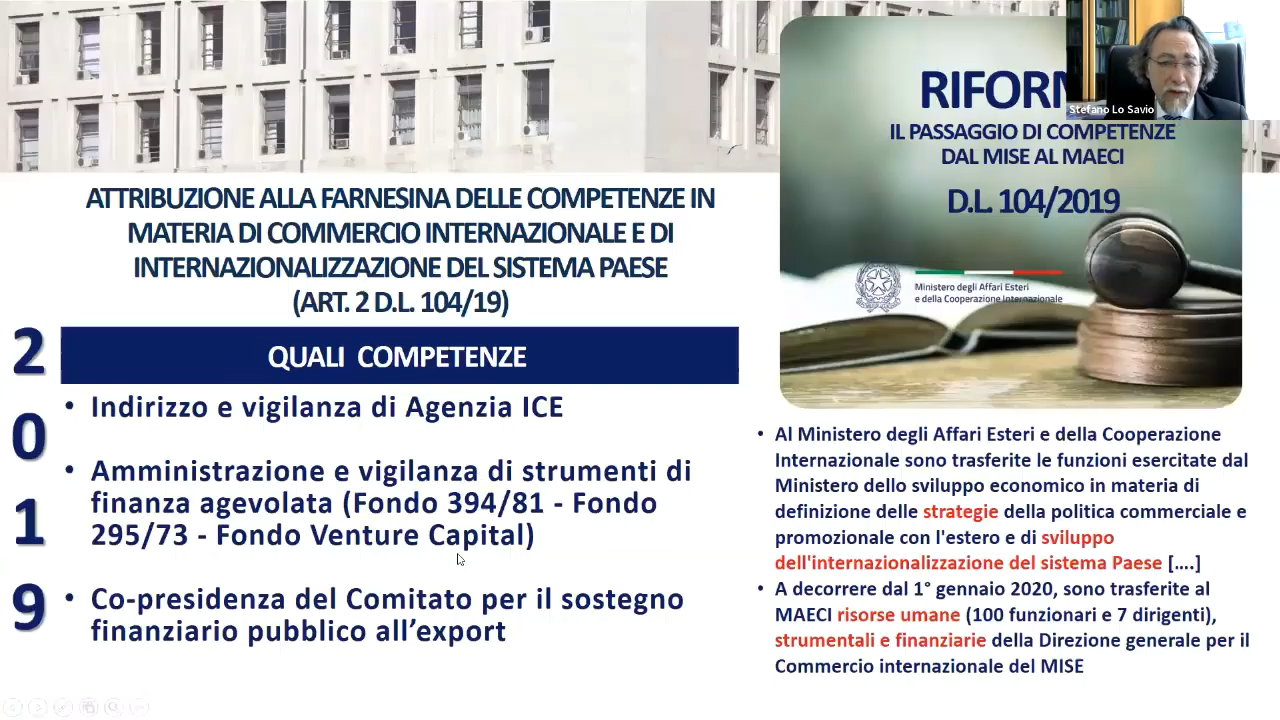 ATTRIBUZIONE ALLA FARNESINA DELLE COMPETENZE IN
MATERIA DI COMMERCIO INTERNAZIONALE E DI
INTERNAZIONALIZZAZIONE DEL SISTEMA PAESE
(ART. 2 D.L. 104/19)
2
0
1
9
QUALI COMPETENZE
• Indirizzo e vigilanza di Agenzia ICE
• Amministrazione e vigilanza di strumenti di
finanza agevolata (Fondo 394/81 - Fondo
295/73 - Fondo Venture Capital)
• Co-presidenza del Comitato per il sostegno
finanziario pubblico all’export
Stefano Lo Savio
IL PASSAGGIO DI COMPETENZE
DAL MISE AL MAECI
D.L. 104/2019
Ministero degli Affari Esteri
e della Cooperazione Internazionale
• Al Ministero degli Affari Esteri e della Cooperazione
Internazionale sono trasferite le funzioni esercitate dal
Ministero dello sviluppo economico in materia di
definizione delle strategie della politica commerciale e
promozionale con l'estero e di sviluppo
dell'internazionalizzazione del sistema Paese [….]
• A decorrere dal 1° gennaio 2020, sono trasferite al
MAECI risorse umane (100 funzionari e 7 dirigenti),
strumentali e finanziarie della Direzione generale per il
Commercio internazionale del MISE